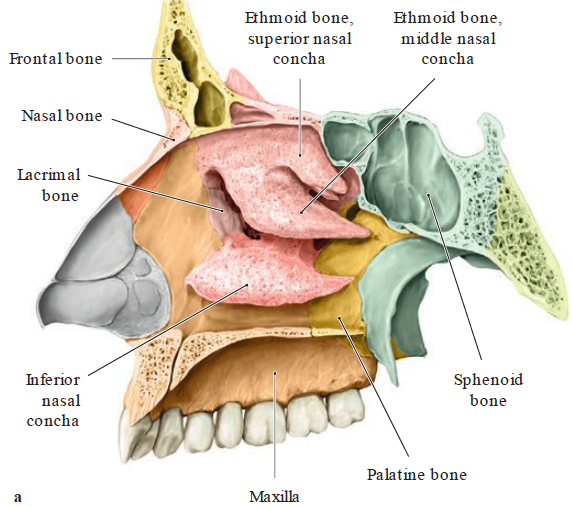 Ethmoid bone,
superior nasal
concha
Ethmoid bone,
middle nasal
concha
Frontal bone
Nasal bone
Lacrimal
bone
Inferior
nasal
concha
Sphenoid
bone
Palatine bone
Maxilla
a